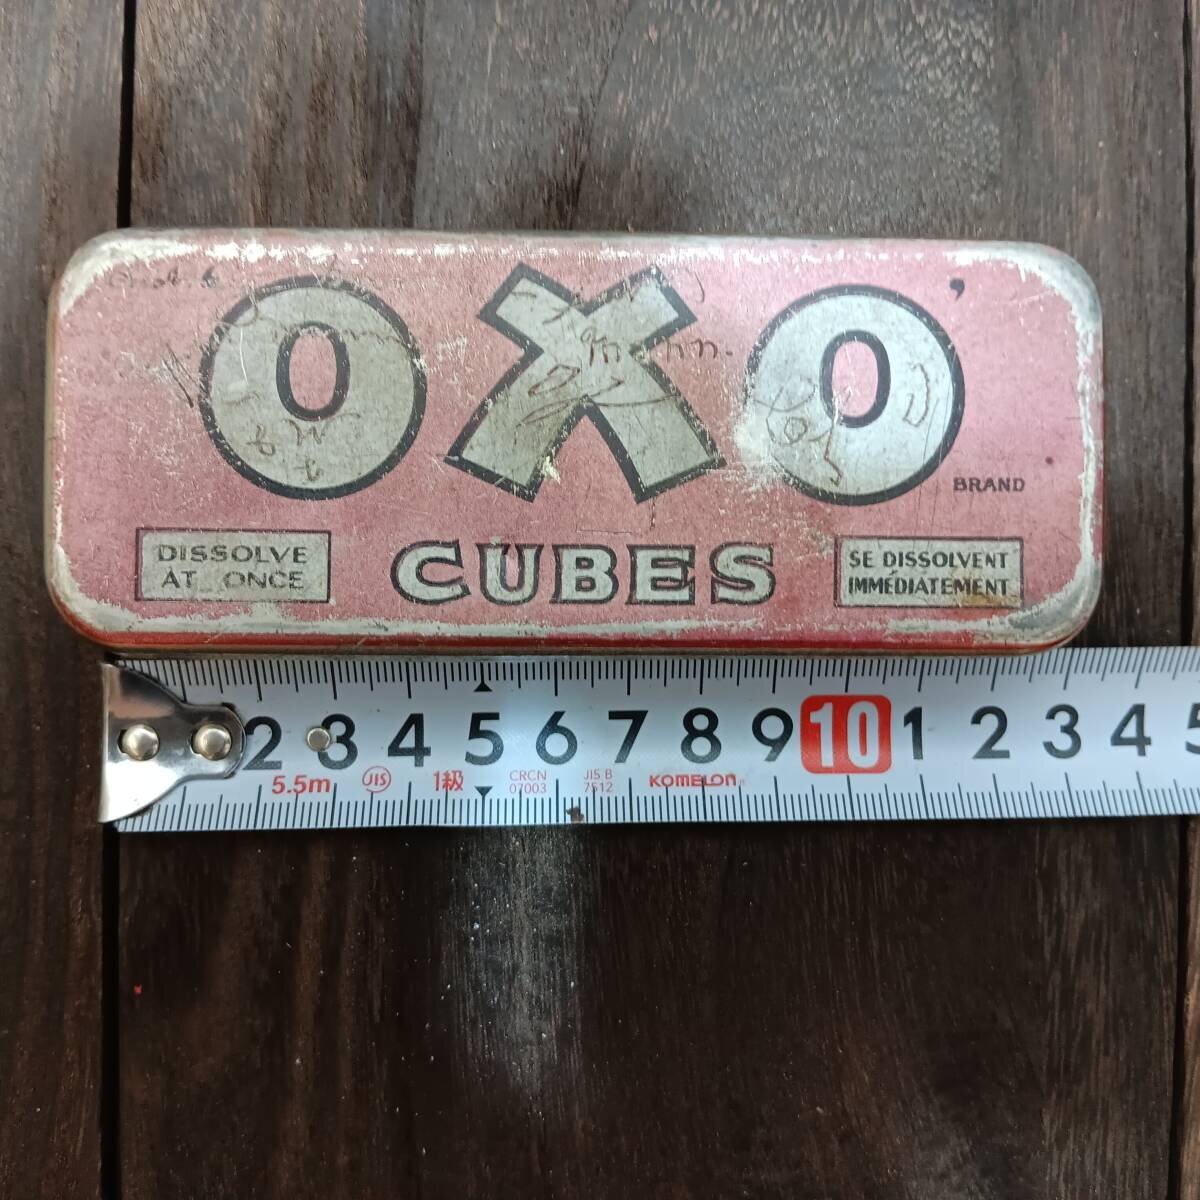 OXO
BRAND
DISSOLVE
AT ONCE
CUBES
SE DISSOLVENT
IMMÉDIATEMENT
2 3 4 5 6 7 8 9 10 1 2 3 4 5
5.5m JIS 1級 CRCN
07003 JIS B
7512 KOMELON